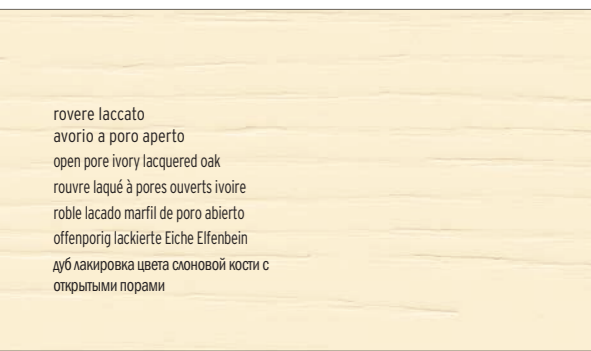 rovere laccato
avorio a poro aperto
open pore ivory lacquered oak
rouvre laqué à pores ouverts ivoire
roble lacado marfil de poro abierto
offenporig lackierte Eiche Elfenbein
дуб лакировка цвета слоновой кости с
открытыми порами